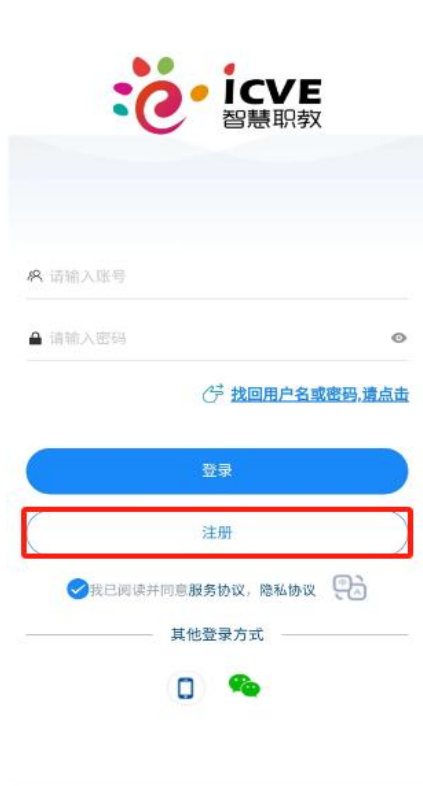 icve
智慧职教
请输入账号
请输入密码
找回用户名或密码,请点击
登录
注册
我已阅读并同意服务协议，隐私协议 中 A
其他登录方式